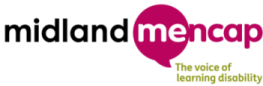 midland mencap
The voice of
learning disability